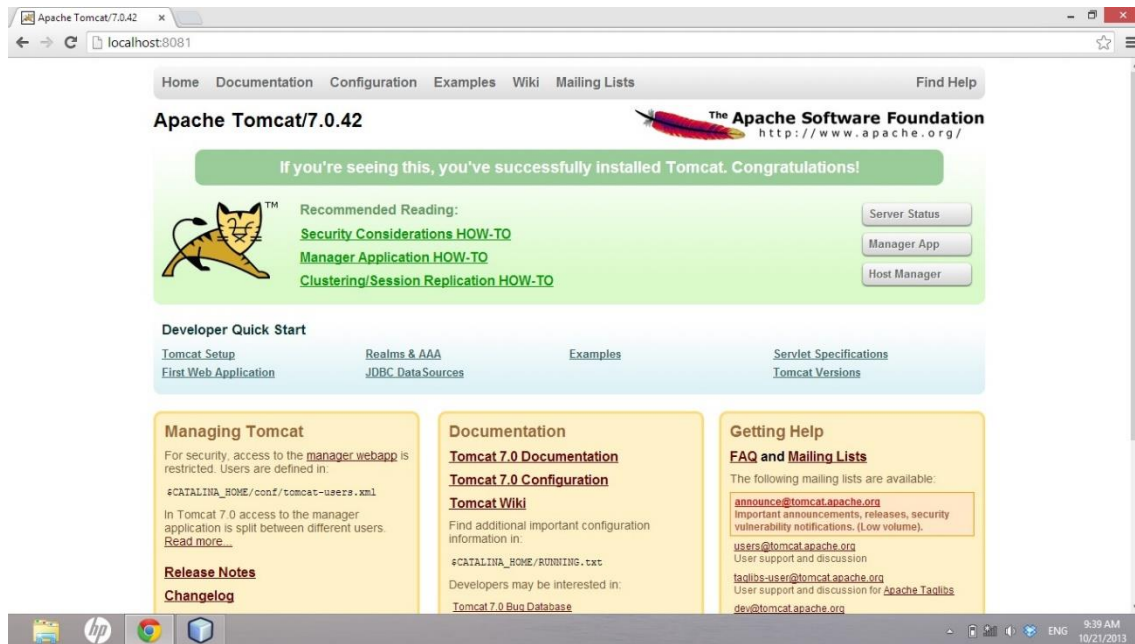 Apache Tomcat/7.0.42
localhost:8081
Home Documentation Configuration Examples Wiki Mailing Lists Find Help
Apache Tomcat/7.0.42
The Apache Software Foundation
http://www.apache.org/
If you're seeing this, you've successfully installed Tomcat. Congratulations!
TM
Recommended Reading:
Security Considerations HOW-TO
Manager Application HOW-TO
Clustering/Session Replication HOW-TO
Server Status
Manager App
Host Manager
Developer Quick Start
Tomcat Setup
First Web Application
Realms & AAA
JDBC DataSources
Examples
Servlet Specifications
Tomcat Versions
Managing Tomcat
For security, access to the manager webapp is
restricted. Users are defined in:
$CATALINA_HOME/conf/tomcat-users.xml
In Tomcat 7.0 access to the manager
application is split between different users.
Read more...
Release Notes
Changelog
Documentation
Tomcat 7.0 Documentation
Tomcat 7.0 Configuration
Tomcat Wiki
Find additional important configuration
information in:
$CATALINA_HOME/RUNNING.txt
Developers may be interested in:
Tomcat 7.0 Bug Database
Getting Help
FAQ and Mailing Lists
The following mailing lists are available:
announce@tomcat.apache.org
Important announcements, releases, security
vulnerability notifications. (Low volume).
users@tomcat.apache.org
User support and discussion
taglibs-user@tomcat.apache.org
User support and discussion for Apache Taglibs
dev@tomcat.apache.org
hp
ENG
9:39 AM
10/21/2013